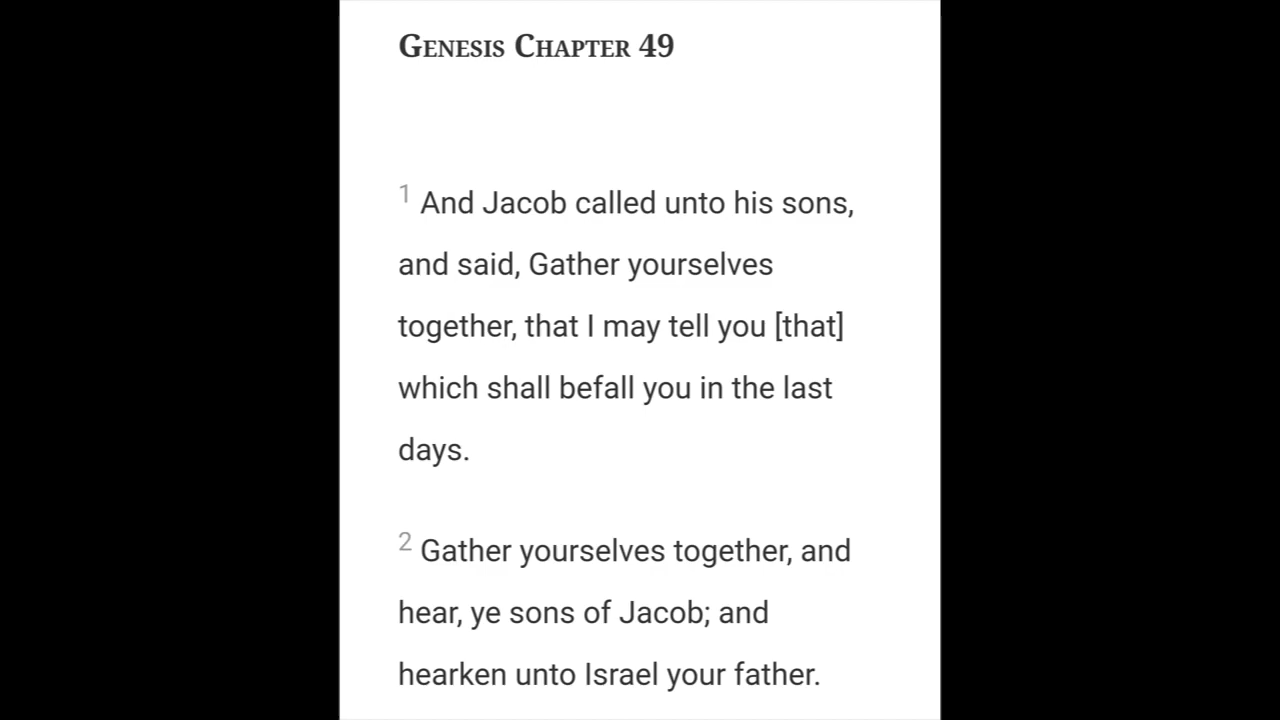 Genesis Chapter 49
1 And Jacob called unto his sons,
and said, Gather yourselves
together, that I may tell you [that]
which shall befall you in the last
days.
2 Gather yourselves together, and
hear, ye sons of Jacob; and
hearken unto Israel your father.